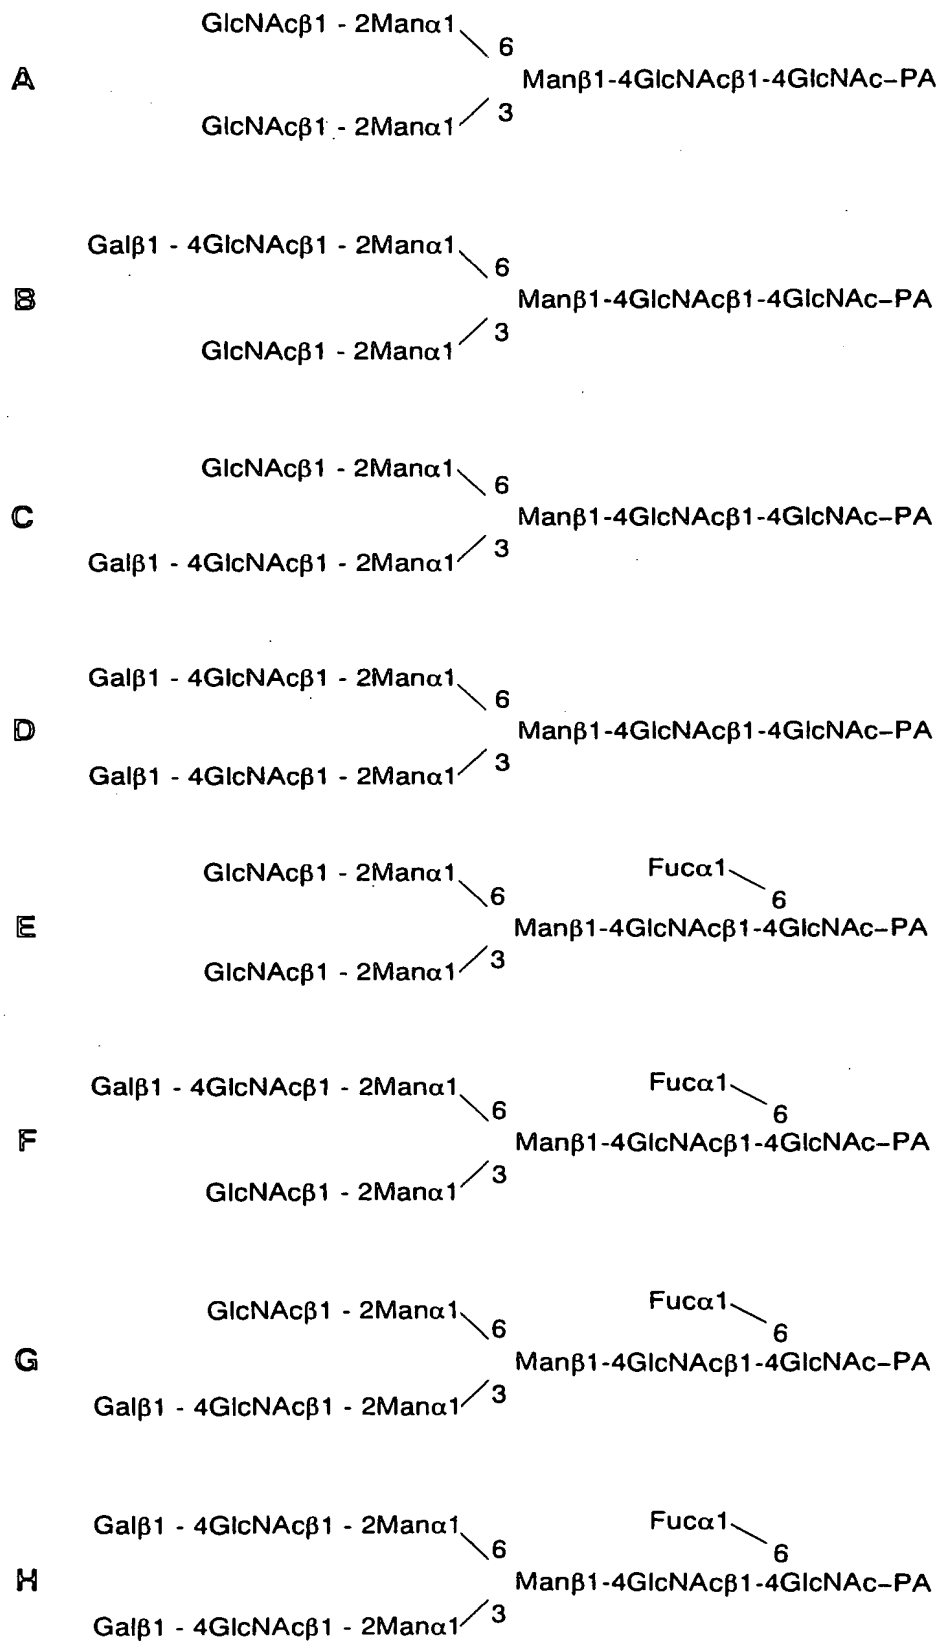 GlcNAcβ1 - 2Manα1
6
A
Manβ1-4GlcNAcβ1-4GlcNAc-PA
3
GlcNAcβ1 - 2Manα1
Galβ1 - 4GlcNAcβ1 - 2Manα1
6
B
Manβ1-4GlcNAcβ1-4GlcNAc-PA
3
GlcNAcβ1 - 2Manα1
GlcNAcβ1 - 2Manα1
6
C
Manβ1-4GlcNAcβ1-4GlcNAc-PA
3
Galβ1 - 4GlcNAcβ1 - 2Manα1
Galβ1 - 4GlcNAcβ1 - 2Manα1
6
D
Manβ1-4GlcNAcβ1-4GlcNAc-PA
3
Galβ1 - 4GlcNAcβ1 - 2Manα1
GlcNAcβ1 - 2Manα1
Fucα1
6
6
E
Manβ1-4GlcNAcβ1-4GlcNAc-PA
3
GlcNAcβ1 - 2Manα1
Galβ1 - 4GlcNAcβ1 - 2Manα1
Fucα1
6
6
F
Manβ1-4GlcNAcβ1-4GlcNAc-PA
3
GlcNAcβ1 - 2Manα1
GlcNAcβ1 - 2Manα1
Fucα1
6
6
G
Manβ1-4GlcNAcβ1-4GlcNAc-PA
3
Galβ1 - 4GlcNAcβ1 - 2Manα1
Galβ1 - 4GlcNAcβ1 - 2Manα1
Fucα1
6
6
H
Manβ1-4GlcNAcβ1-4GlcNAc-PA
3
Galβ1 - 4GlcNAcβ1 - 2Manα1